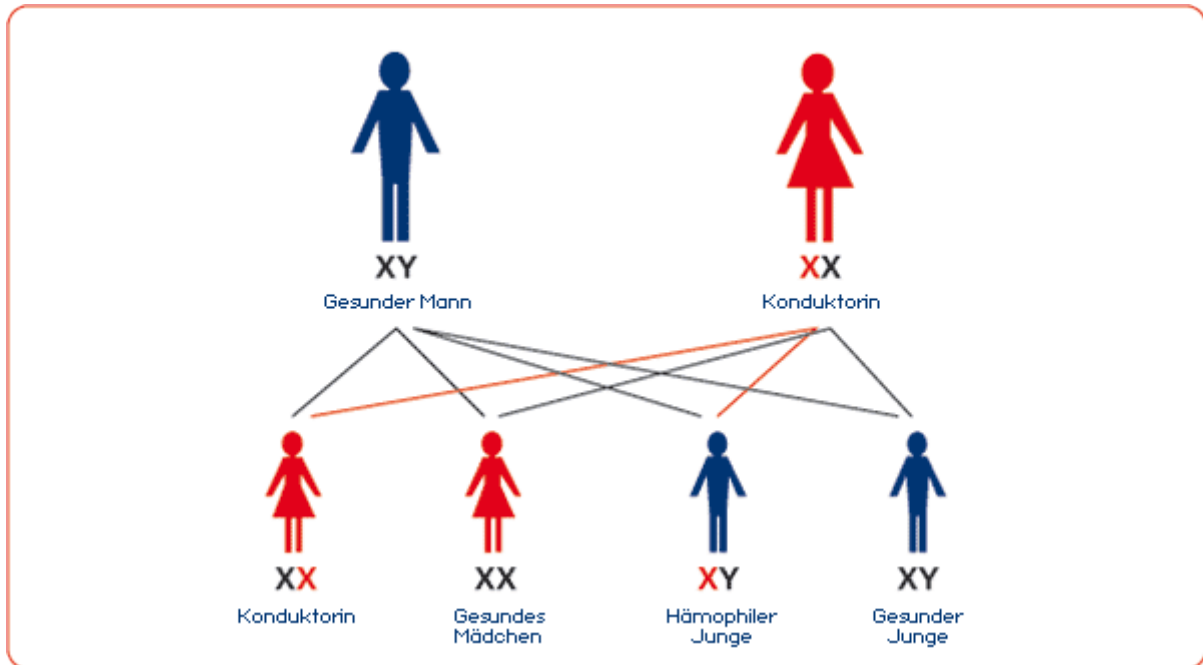 XY
XX
Gesunder Mann
Konduktorin
XX
XX
XY
XY
Konduktorin
Gesundes
Mädchen
Hämophiler
Junge
Gesunder
Junge